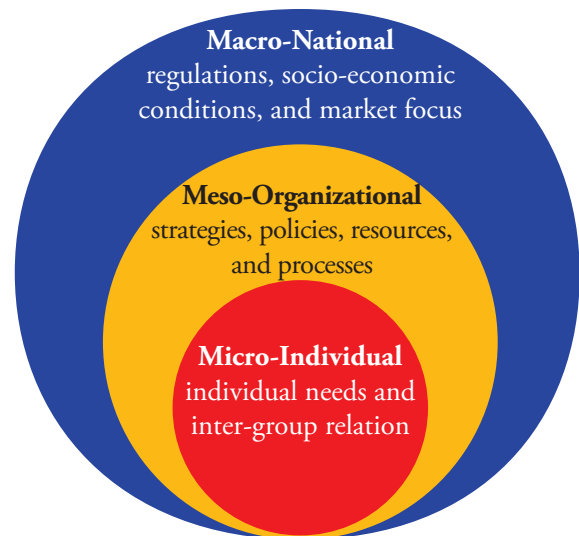 Macro-National
regulations, socio-economic
conditions, and market focus
Meso-Organizational
strategies, policies, resources,
and processes
Micro-Individual
individual needs and
inter-group relation